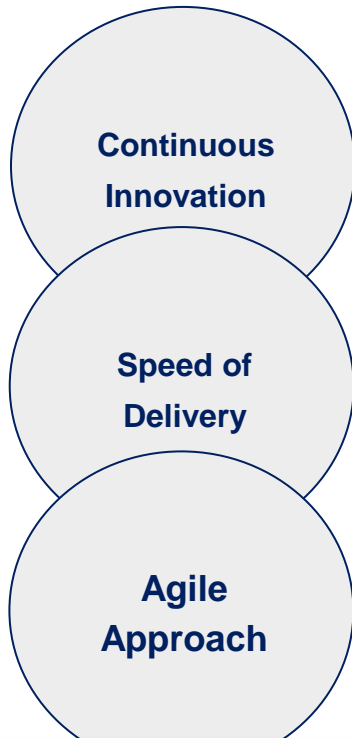 Continuous
Innovation
Speed of
Delivery
Agile
Approach